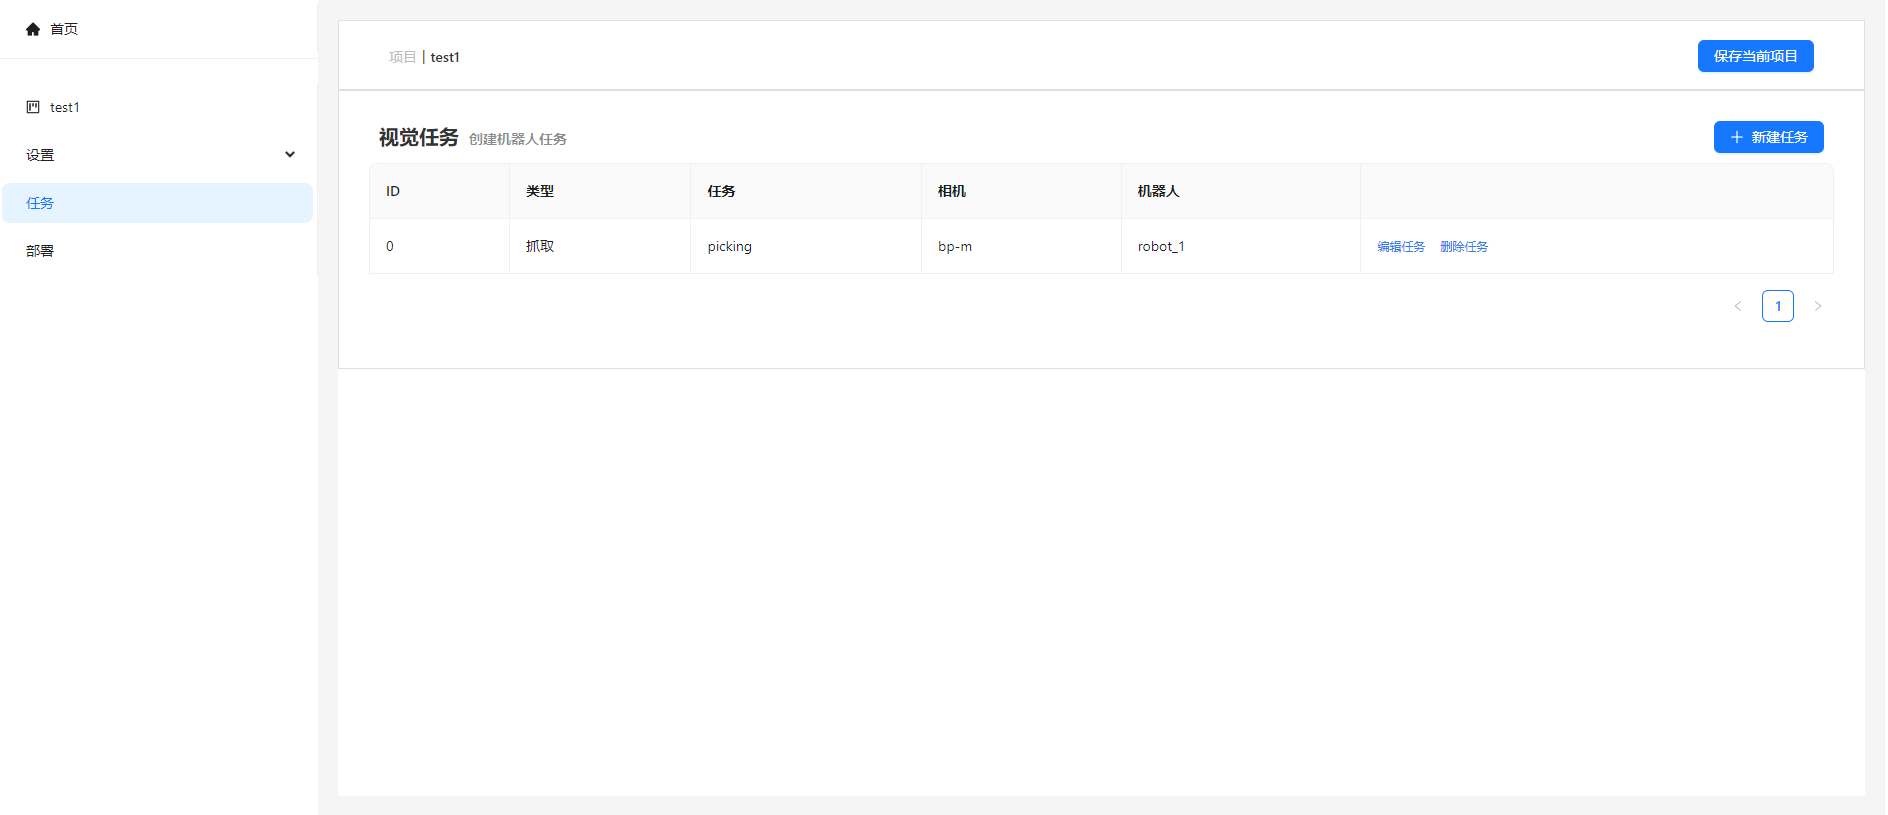 首页
test1
设置
任务
部署
项目 | test1
保存当前项目
视觉任务 创建机器人任务
新建任务
ID 类型 任务 相机 机器人
0 抓取 picking bp-m robot_1 编辑任务 删除任务
1